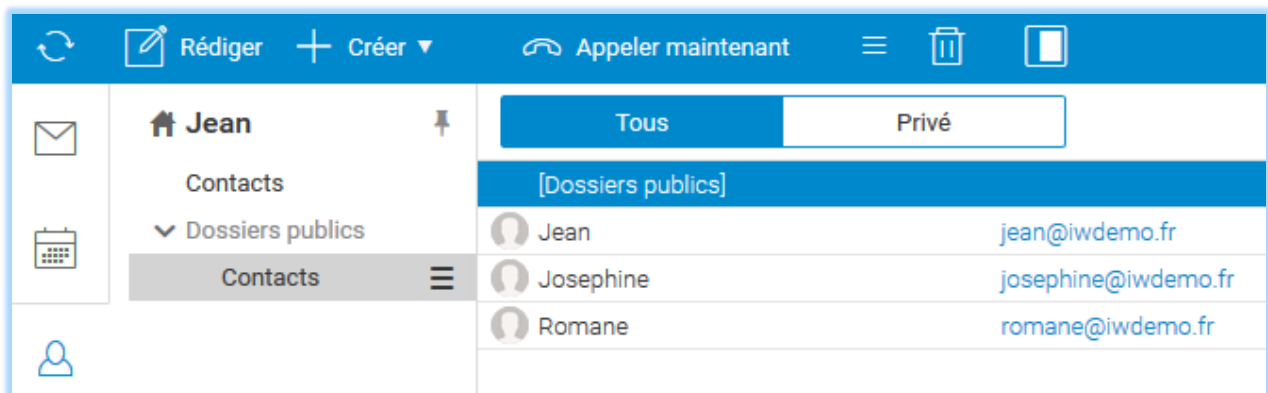 Rédiger Créer Appeler maintenant
Jean
Contacts
Dossiers publics
Contacts
Tous Privé
[Dossiers publics]
Jean jean@iwdemo.fr
Josephine josephine@iwdemo.fr
Romane romane@iwdemo.fr